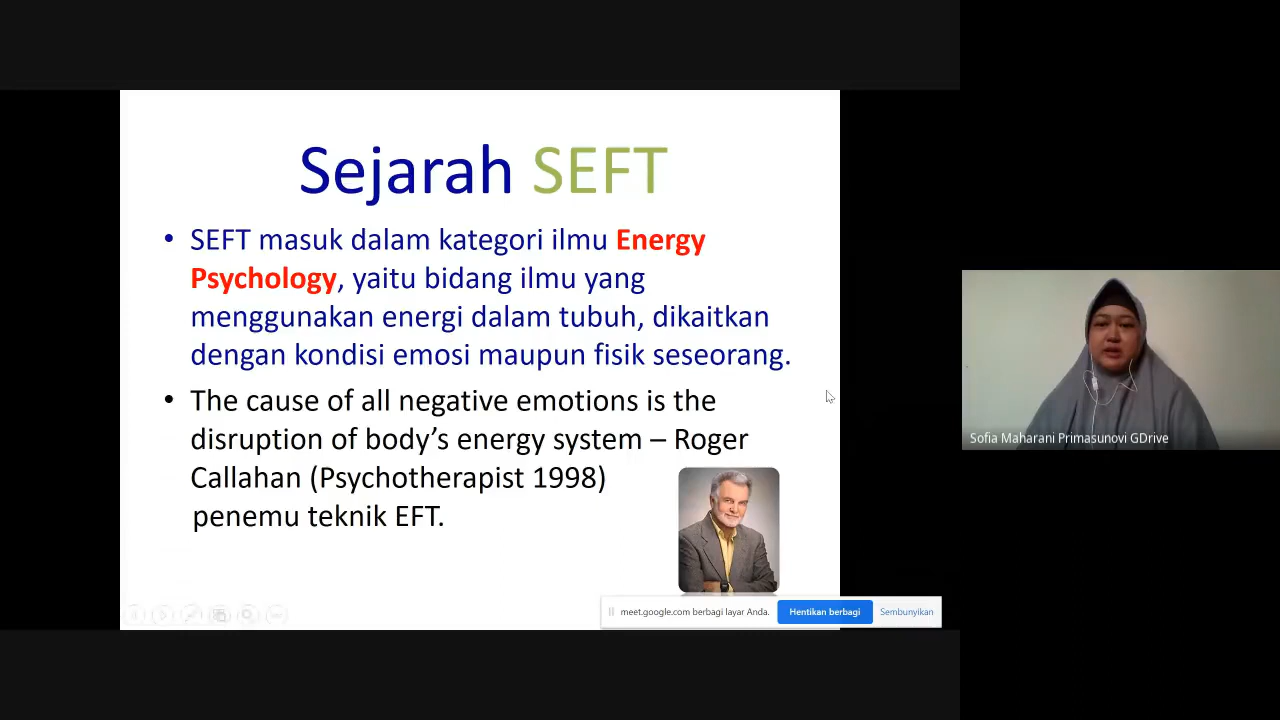 Sejarah SEFT
• SEFT masuk dalam kategori ilmu Energy
Psychology, yaitu bidang ilmu yang
menggunakan energi dalam tubuh, dikaitkan
dengan kondisi emosi maupun fisik seseorang.
• The cause of all negative emotions is the
disruption of body’s energy system – Roger
Callahan (Psychotherapist 1998)
penemu teknik EFT.
meet.google.com berbagi layar Anda.
Hentikan berbagi
Sembunyikan
Sofia Maharani Primasunovi GDrive